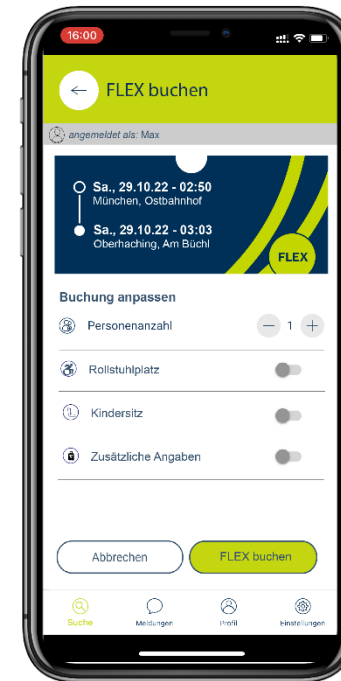 16:00
FLEX buchen
angemeldet als: Max
Sa., 29.10.22 - 02:50
München, Ostbahnhof
Sa., 29.10.22 - 03:03
Oberhaching, Am Büchl
FLEX
Buchung anpassen
Personenanzahl
1
Rollstuhlplatz
Kindersitz
Zusätzliche Angaben
Abbrechen
FLEX buchen
Suche
Meldungen
Profil
Einstellungen